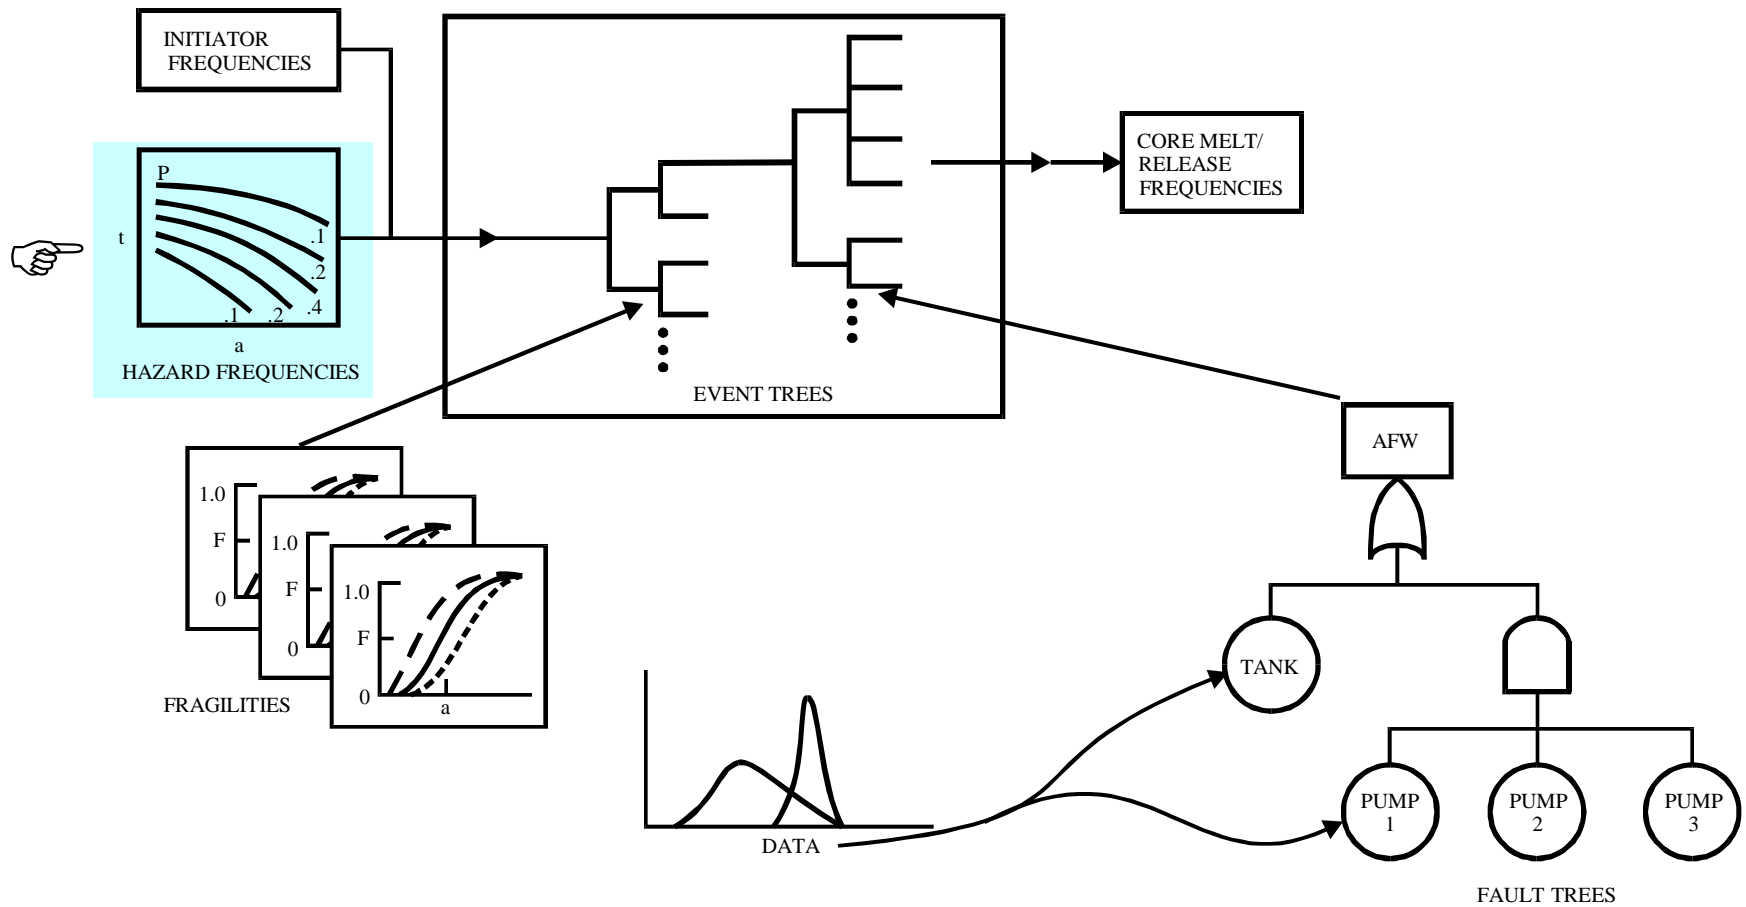 INITIATOR
FREQUENCIES
P
t
.1
.2
.4
.2
.1
a
HAZARD FREQUENCIES
EVENT TREES
CORE MELT/
RELEASE
FREQUENCIES
1.0
F
0
1.0
F
0
1.0
F
0
a
FRAGILITIES
DATA
AFW
TANK
PUMP
1
PUMP
2
PUMP
3
FAULT TREES